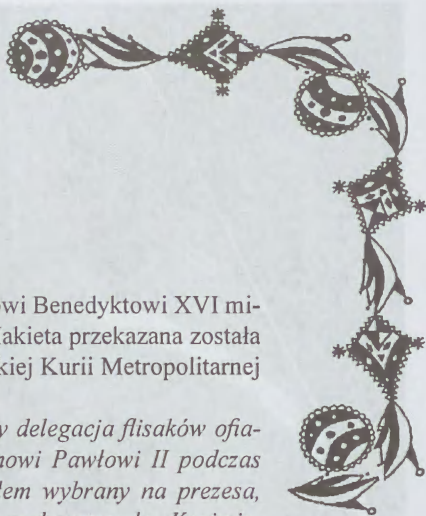 owi Benedyktowi XVI mi-
akieta przekazana została
kiej Kurii Metropolitarnej
y delegacja flisaków ofia-
nowi Pawłowi II podczas
łem wybrany na prezesa,